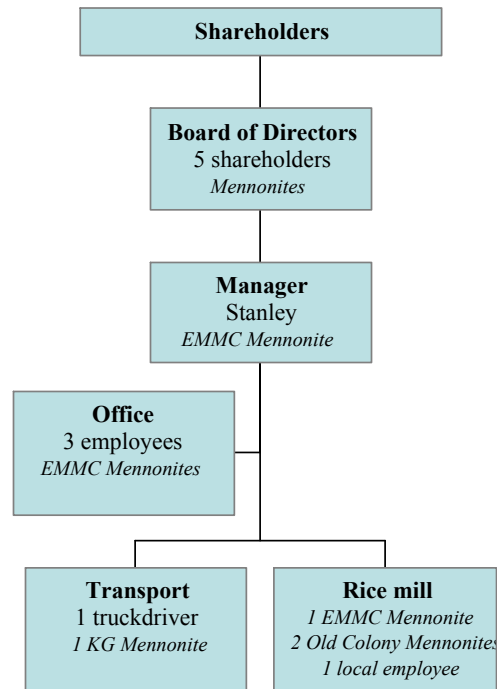 Shareholders
Board of Directors
5 shareholders
Mennonites
Manager
Stanley
EMMC Mennonite
Office
3 employees
EMMC Mennonites
Transport
1 truckdriver
1 KG Mennonite
Rice mill
1 EMMC Mennonite
2 Old Colony Mennonites
1 local employee